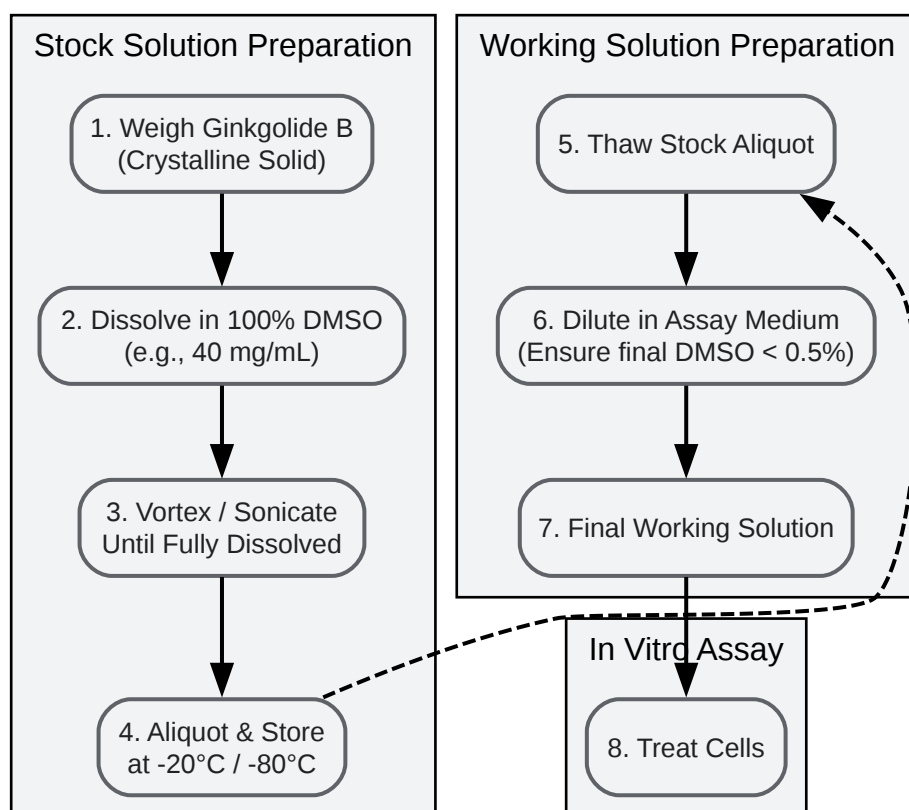 Stock Solution Preparation
1. Weigh Ginkgolide B
(Crystalline Solid)
2. Dissolve in 100% DMSO
(e.g., 40 mg/mL)
3. Vortex / Sonicate
Until Fully Dissolved
4. Aliquot & Store
at -20°C / -80°C
Working Solution Preparation
5. Thaw Stock Aliquot
6. Dilute in Assay Medium
(Ensure final DMSO < 0.5%)
7. Final Working Solution
In Vitro Assay
8. Treat Cells